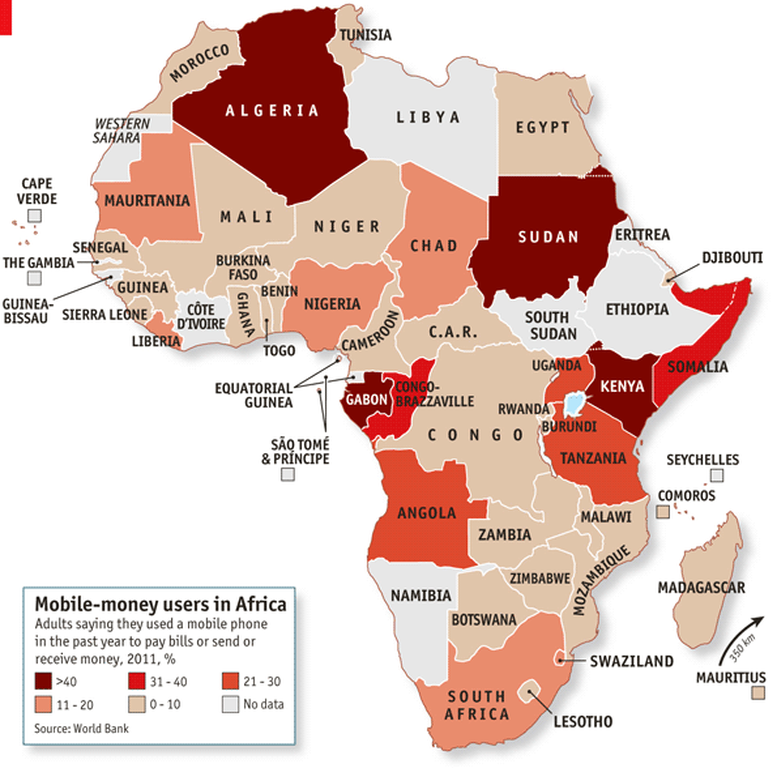 TUNISIA
MOROCCO
ALGERIA
LIBYA
EGYPT
WESTERN
SAHARA
CAPE
VERDE
MAURITANIA
MALI
NIGER
CHAD
SUDAN
ERITREA
SENEGAL
THE GAMBIA
BURKINA
FASO
DJIBOUTI
GUINEA-
BISSAU
GUINEA
SIERRA LEONE
LIBERIA
CÔTE
D'IVOIRE
GHANA
BENIN
TOGO
NIGERIA
CAMEROON
C.A.R.
SOUTH
SUDAN
ETHIOPIA
SOMALIA
UGANDA
KENYA
EQUATORIAL
GUINEA
GABON
CONGO-
BRAZZAVILLE
RWANDA
BURUNDI
CONGO
SÃO TOMÉ
& PRÍNCIPE
TANZANIA
SEYCHELLES
COMOROS
ANGOLA
MALAWI
ZAMBIA
MOZAMBIQUE
ZIMBABWE
MADAGASCAR
NAMIBIA
BOTSWANA
SWAZILAND
350 km
MAURITIUS
SOUTH
AFRICA
LESOTHO
Mobile-money users in Africa
Adults saying they used a mobile phone
in the past year to pay bills or send or
receive money, 2011, %
>40 31 - 40 21 - 30
11 - 20 0 - 10 No data
Source: World Bank